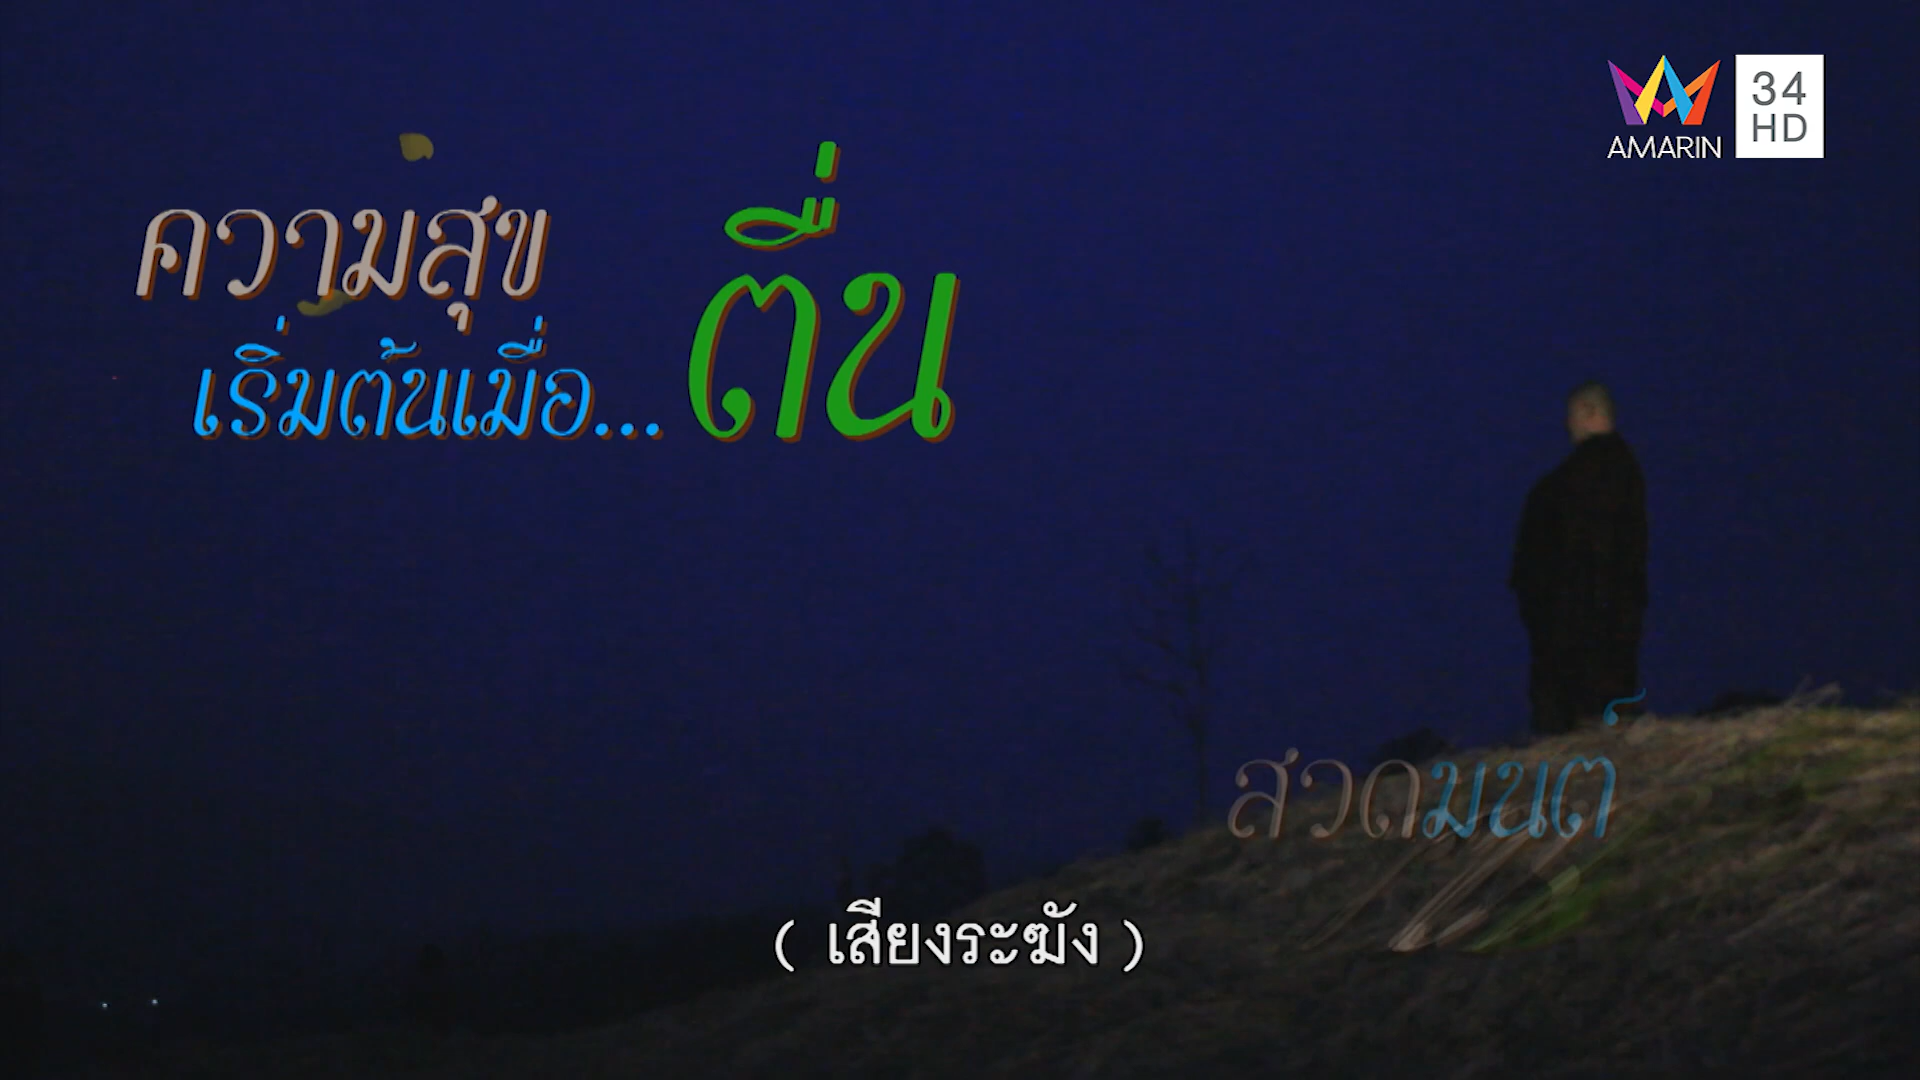 AMARIN
34
HD
ความสุข
เริ่มต้นเมื่อ... ตื่น
สวดมนต์
( เสียงระฆัง )